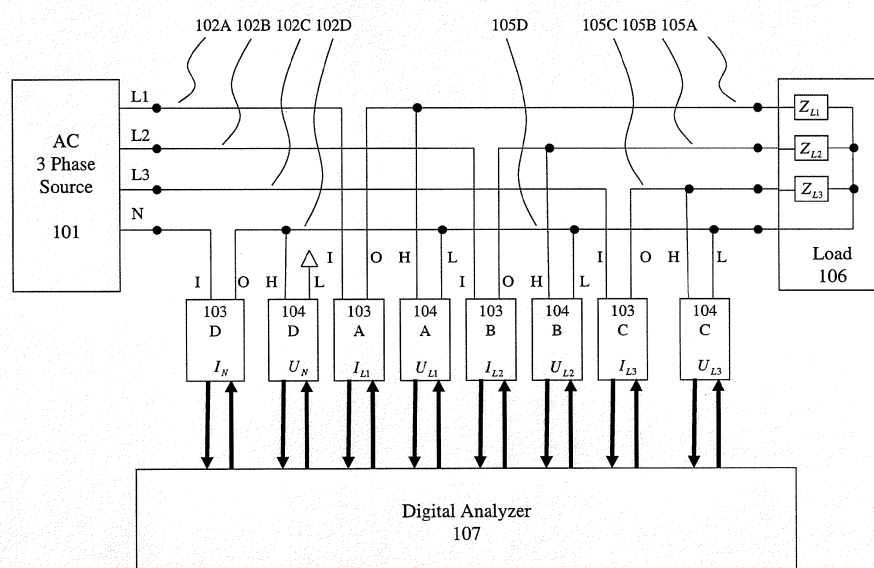 102A 102B 102C 102D 105D 105C 105B 105A
L1
L2
L3
N
AC
3 Phase
Source
101
Z_L1
Z_L2
Z_L3
Load
106
I O H L I O H L I O H L I O H L
103
D
I_N
104
D
U_N
103
A
I_L1
104
A
U_L1
103
B
I_L2
104
B
U_L2
103
C
I_L3
104
C
U_L3
Digital Analyzer
107